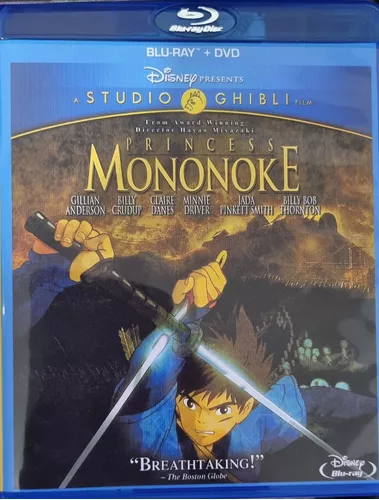 Blu-ray Disc
BLU-RAY™ + DVD
Disney PRESENTS
A STUDIO GHIBLI FILM
From Award-Winning
Director Hayao Miyazaki
PRINCESS
MONONOKE
GILLIAN ANDERSON BILLY CRUDUP CLAIRE DANES MINNIE DRIVER JADA PINKETT SMITH BILLY BOB THORNTON
“BREATHTAKING!”
– The Boston Globe
Disney
Blu-ray